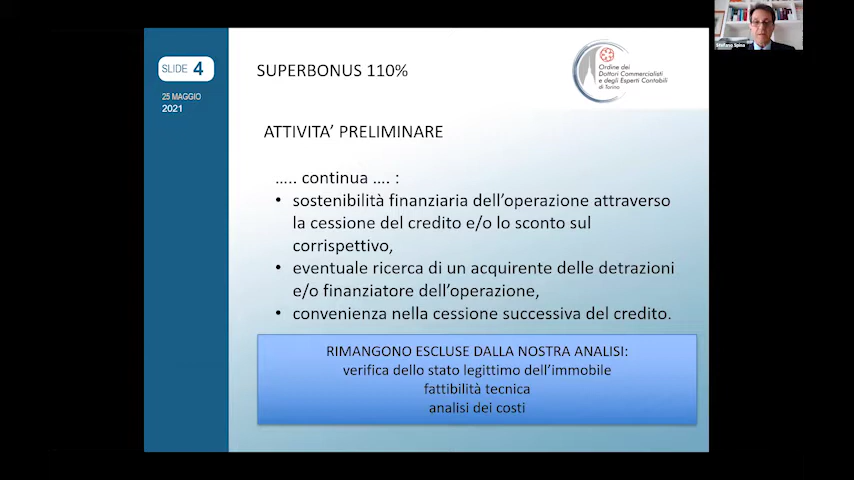 SLIDE 4
25 MAGGIO
2021
SUPERBONUS 110%
Ordine dei
Dottori Commercialisti
e degli Esperti Contabili
di Torino
Stefano Spina
ATTIVITA’ PRELIMINARE
….. continua …. :
• sostenibilità finanziaria dell’operazione attraverso
la cessione del credito e/o lo sconto sul
corrispettivo,
• eventuale ricerca di un acquirente delle detrazioni
e/o finanziatore dell’operazione,
• convenienza nella cessione successiva del credito.
RIMANGONO ESCLUSE DALLA NOSTRA ANALISI:
verifica dello stato legittimo dell’immobile
fattibilità tecnica
analisi dei costi